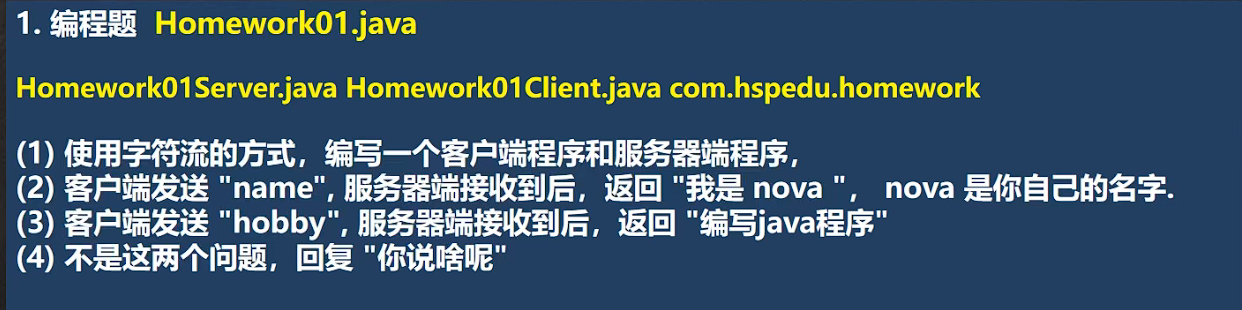 1. 编程题 Homework01.java
Homework01Server.java Homework01Client.java com.hspedu.homework
(1) 使用字符流的方式，编写一个客户端程序和服务器端程序，
(2) 客户端发送 "name", 服务器端接收到后，返回 "我是 nova ", nova 是你自己的名字.
(3) 客户端发送 "hobby", 服务器端接收到后，返回 "编写java程序"
(4) 不是这两个问题，回复 "你说啥呢"